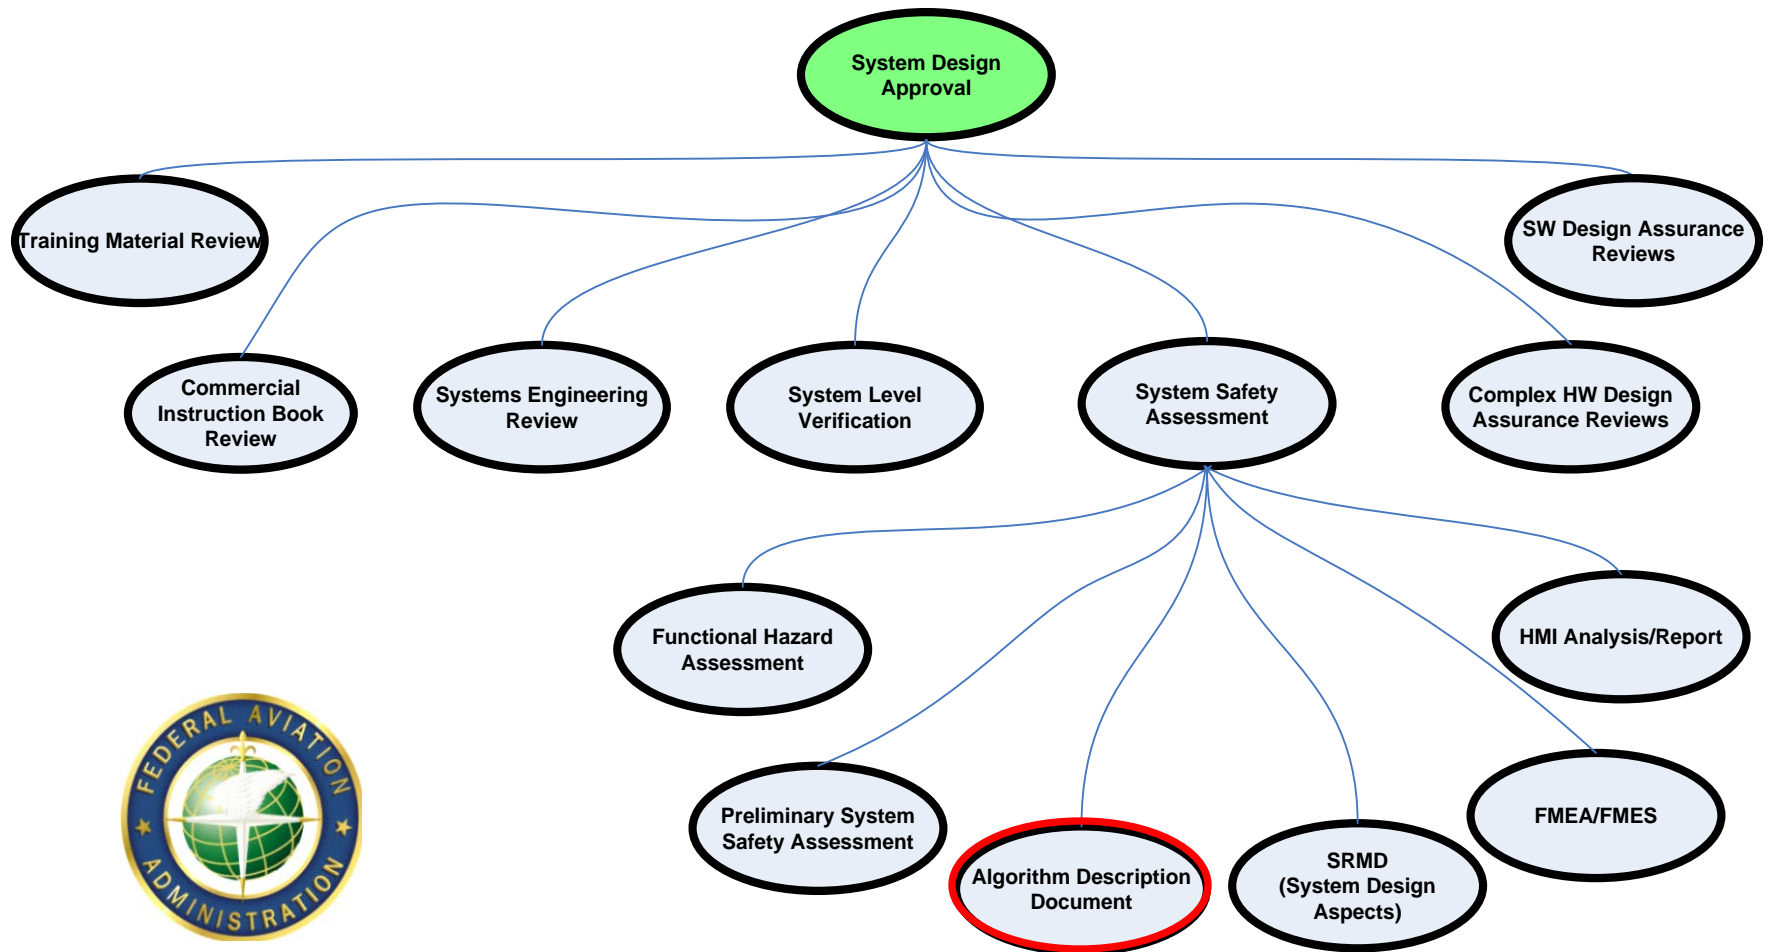 System Design
Approval
Training Material Review
SW Design Assurance
Reviews
Commercial
Instruction Book
Review
Systems Engineering
Review
System Level
Verification
System Safety
Assessment
Complex HW Design
Assurance Reviews
Functional Hazard
Assessment
HMI Analysis/Report
Preliminary System
Safety Assessment
Algorithm Description
Document
SRMD
(System Design
Aspects)
FMEA/FMES
FEDERAL AVIATION
ADMINISTRATION